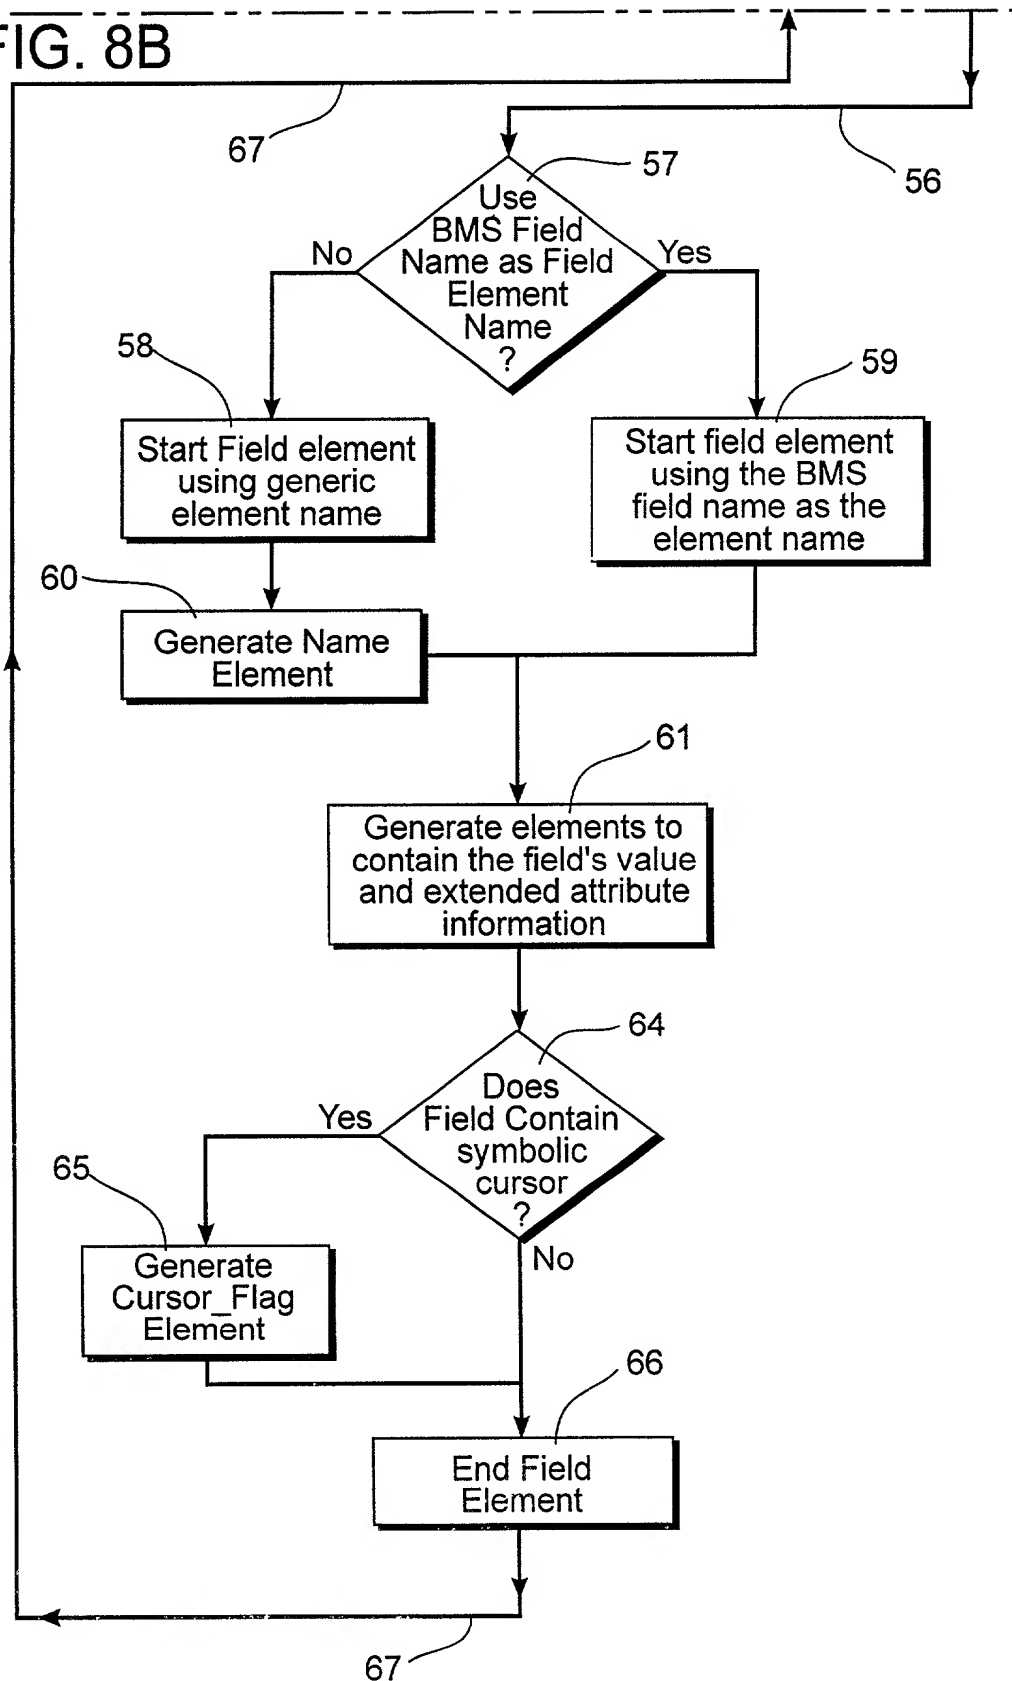 FIG. 8B
67
56
57
Use
BMS Field
Name as Field
Element
Name
?
No
Yes
58
59
Start Field element
using generic
element name
Start field element
using the BMS
field name as the
element name
60
Generate Name
Element
61
Generate elements to
contain the field's value
and extended attribute
information
64
Does
Field Contain
symbolic
cursor
?
Yes
No
65
Generate
Cursor_Flag
Element
66
End Field
Element
67